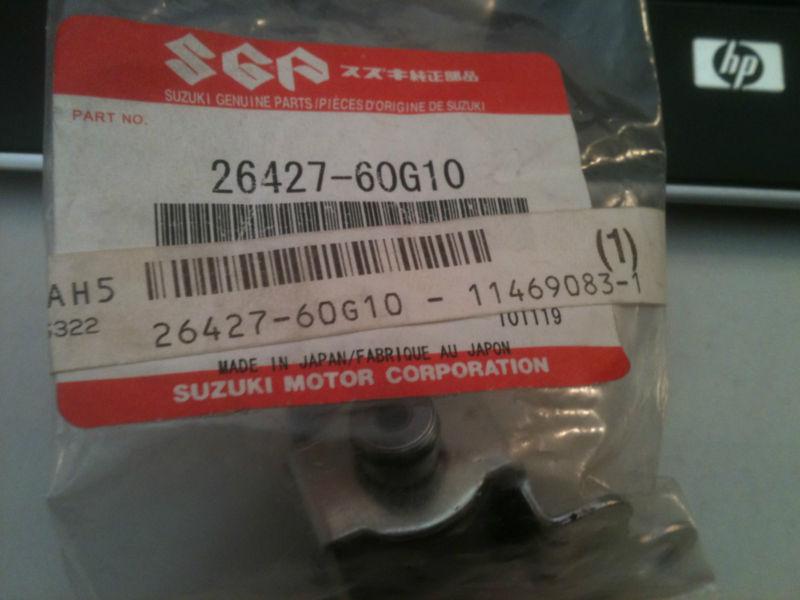 SGP スズキ純正部品
SUZUKI GENUINE PARTS/PIÈCES D'ORIGINE DE SUZUKI
PART NO.
26427-60G10
AH5
(1)
322
26427-60G10 - 11469083-1
101119
MADE IN JAPAN/FABRIQUE AU JAPON
SUZUKI MOTOR CORPORATION
hp